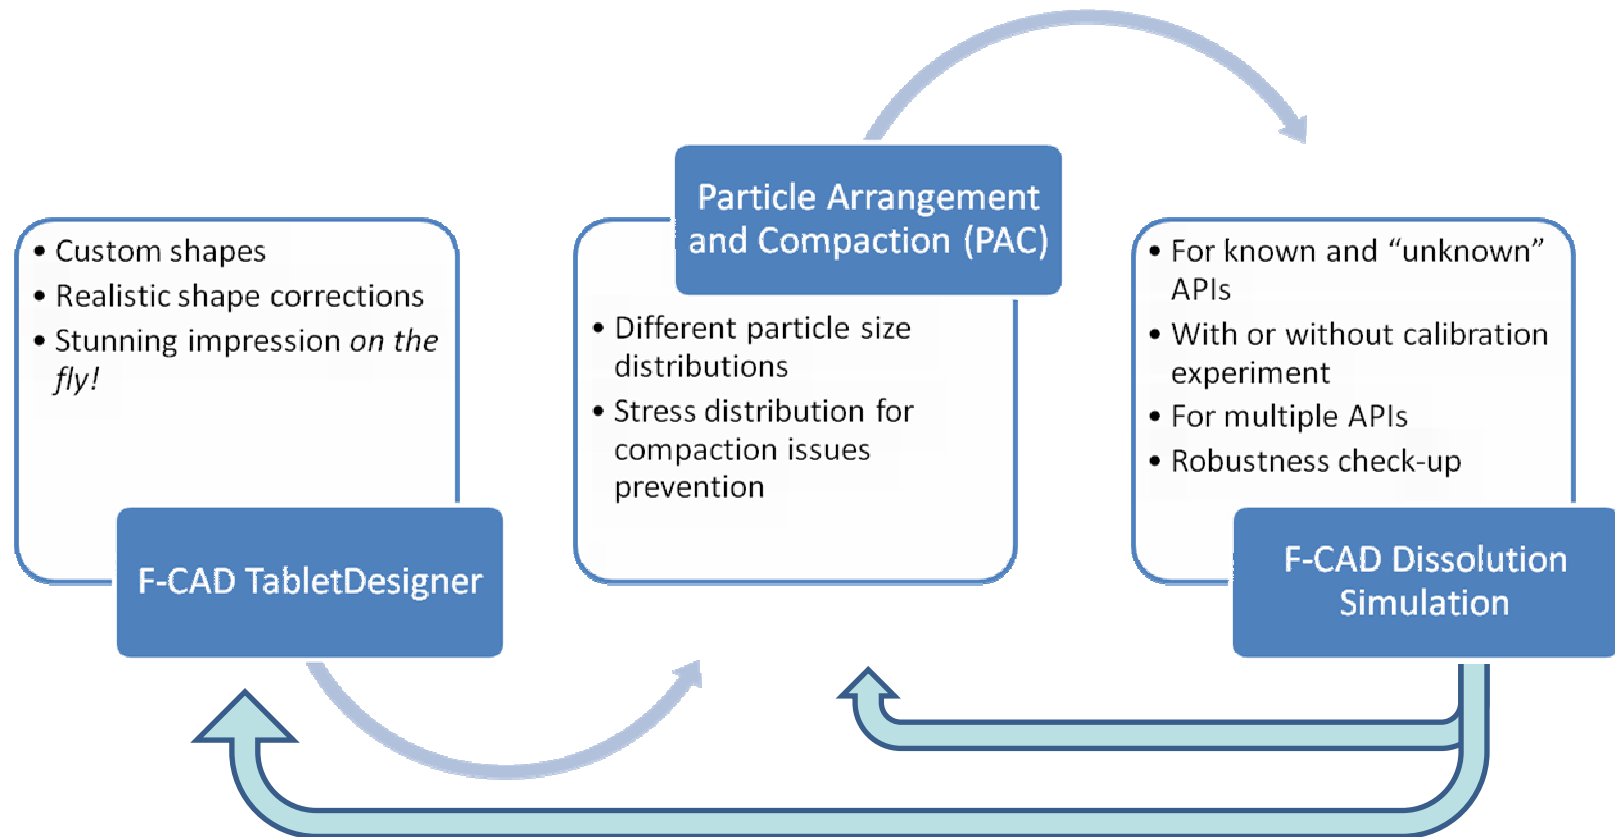 • Custom shapes
• Realistic shape corrections
• Stunning impression on the
fly!
F-CAD TabletDesigner
Particle Arrangement
and Compaction (PAC)
• Different particle size
distributions
• Stress distribution for
compaction issues
prevention
• For known and “unknown”
APIs
• With or without calibration
experiment
• For multiple APIs
• Robustness check-up
F-CAD Dissolution
Simulation